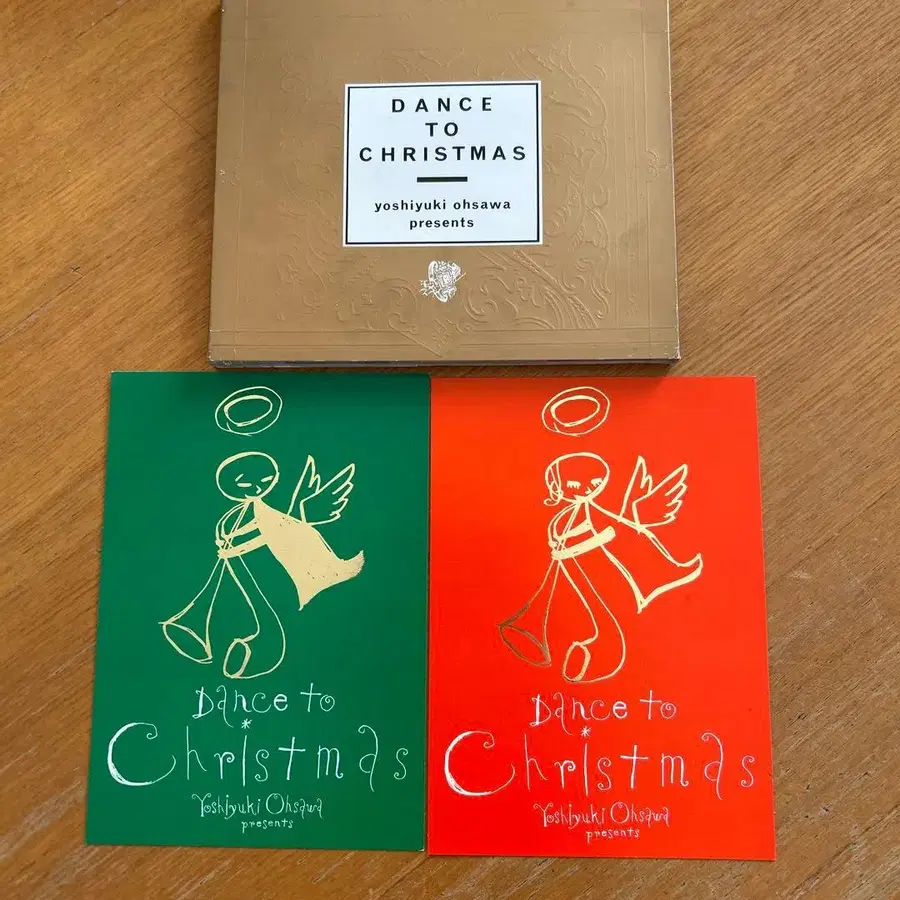 DANCE
TO
CHRISTMAS
yoshiyuki ohsawa
presents
Dance to
Christmas
Yoshiyuki Ohsawa
presents
Dance to
Christmas
Yoshiyuki Ohsawa
presents